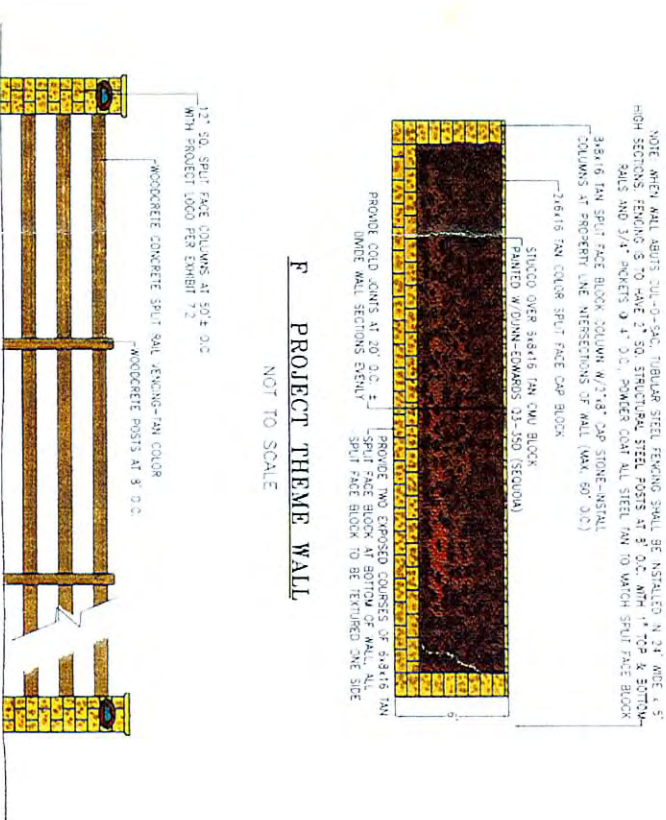 NOTE: WHEN WALL ABUTS CUL-D-SAC, TUBULAR STEEL FENCING SHALL BE INSTALLED IN 24' WIDE x 5'
HIGH SECTIONS. FENCING IS TO HAVE 2" SQ. STRUCTURAL STEEL POSTS AT 8' O.C. WITH 1" TOP & BOTTOM
RAILS AND 3/4" PICKETS @ 4" O.C., POWDER COAT ALL STEEL TAN TO MATCH SPLIT FACE BLOCK
8x8x16 TAN SPLIT FACE BLOCK COLUMN W/2"x8" CAP STONE-INSTALL
COLUMNS AT PROPERTY LINE INTERSECTIONS OF WALL (MAX. 60' O.C.)
2x6x16 TAN COLOR SPLIT FACE CAP BLOCK
STUCCO OVER 6x8x16 TAN CMU BLOCK
PAINTED W/DUNN-EDWARDS Q3-35D (SEQUOIA)
6'
PROVIDE COLD JOINTS AT 20' O.C. ±
DIVIDE WALL SECTIONS EVENLY
PROVIDE TWO EXPOSED COURSES OF 6x8x16 TAN
SPLIT FACE BLOCK AT BOTTOM OF WALL, ALL
SPLIT FACE BLOCK TO BE TEXTURED ONE SIDE
F PROJECT THEME WALL
NOT TO SCALE
12" SQ. SPLIT FACE COLUMNS AT 50'± O.C.
WITH PROJECT LOGO PER EXHIBIT 7.2
WOODCRETE CONCRETE SPLIT RAIL FENCING-TAN COLOR
WOODCRETE POSTS AT 8' O.C.